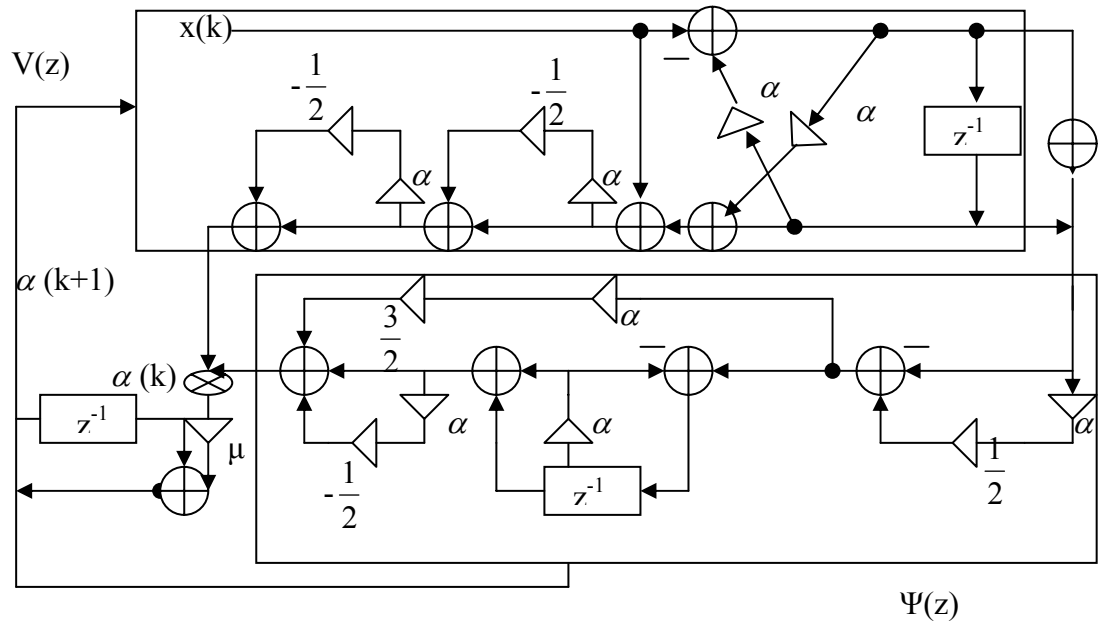 x(k)
V(z)
-1/2
-1/2
α
α
z⁻¹
α
α
α (k+1)
3/2
α
α (k)
z⁻¹
α
α
α
μ
-1/2
z⁻¹
1/2
Ψ(z)